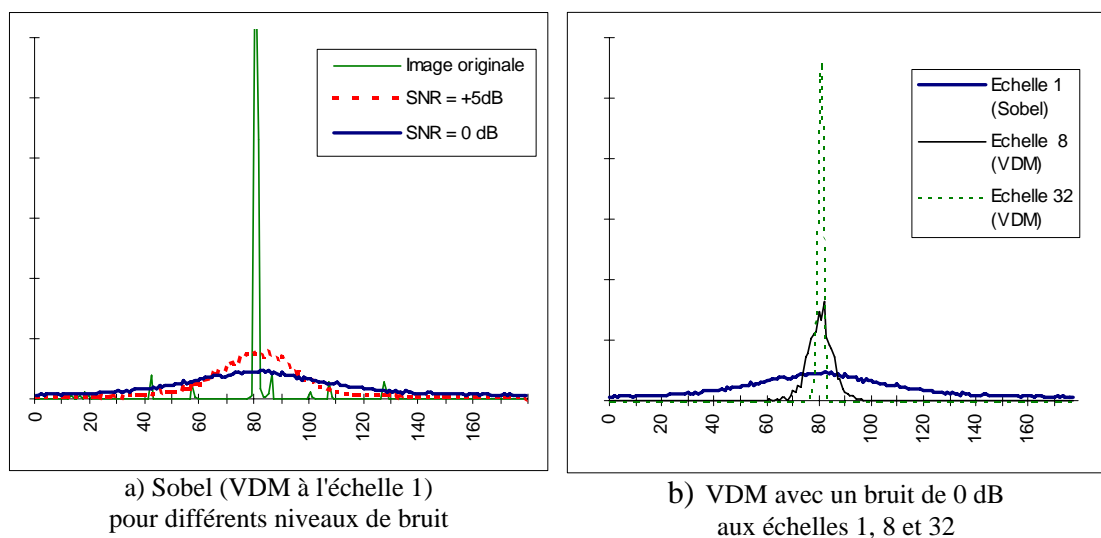 Image originale
SNR = +5dB
SNR = 0 dB
0
20
40
60
80
100
120
140
160
a) Sobel (VDM à l'échelle 1)
pour différents niveaux de bruit
Echelle 1
(Sobel)
Echelle 8
(VDM)
Echelle 32
(VDM)
0
20
40
60
80
100
120
140
160
b) VDM avec un bruit de 0 dB
aux échelles 1, 8 et 32